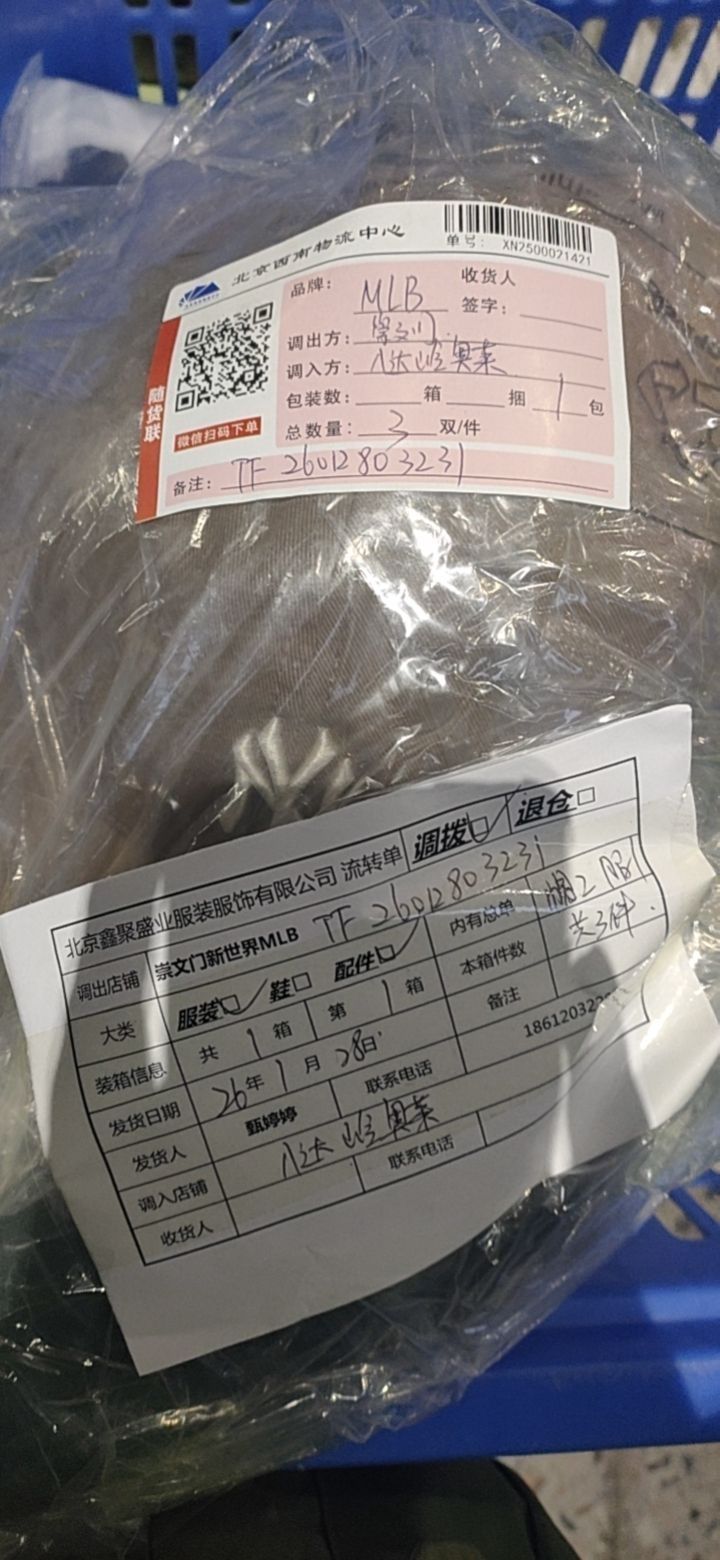 北京西南物流中心
单号: XN2500021421
品牌: MLB
收货人签字:
调出方: 崇文门
调入方: 八达岭奥莱
包装数: 箱 捆 1 包
总数量: 3 双/件
备注: TF 26012803231
随货联
微信扫码下单
北京鑫聚盛业服装服饰有限公司 流转单 调拨□ 退仓□
调出店铺 崇文门新世界MLB TF 26012803231
大类 服装□ 鞋□ 配件□ 内有总单
装箱信息 共 1 箱 第 1 箱 本箱件数 共3件.
发货日期 26年 1 月 28日 备注
发货人 甄婷婷 联系电话 18612032
调入店铺 八达岭奥莱
收货人 联系电话